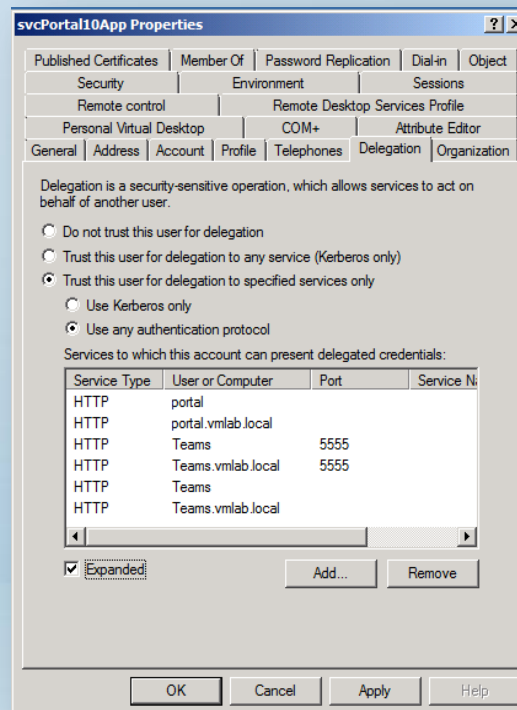 svcPortal10App Properties
Published Certificates Member Of Password Replication Dial-in Object
Security Environment Sessions
Remote control Remote Desktop Services Profile
Personal Virtual Desktop COM+ Attribute Editor
General Address Account Profile Telephones Delegation Organization
Delegation is a security-sensitive operation, which allows services to act on
behalf of another user.
Do not trust this user for delegation
Trust this user for delegation to any service (Kerberos only)
Trust this user for delegation to specified services only
Use Kerberos only
Use any authentication protocol
Services to which this account can present delegated credentials:
Service Type User or Computer Port Service Na
HTTP portal
HTTP portal.vmlab.local
HTTP Teams 5555
HTTP Teams.vmlab.local 5555
HTTP Teams
HTTP Teams.vmlab.local
Expanded Add... Remove
OK Cancel Apply Help